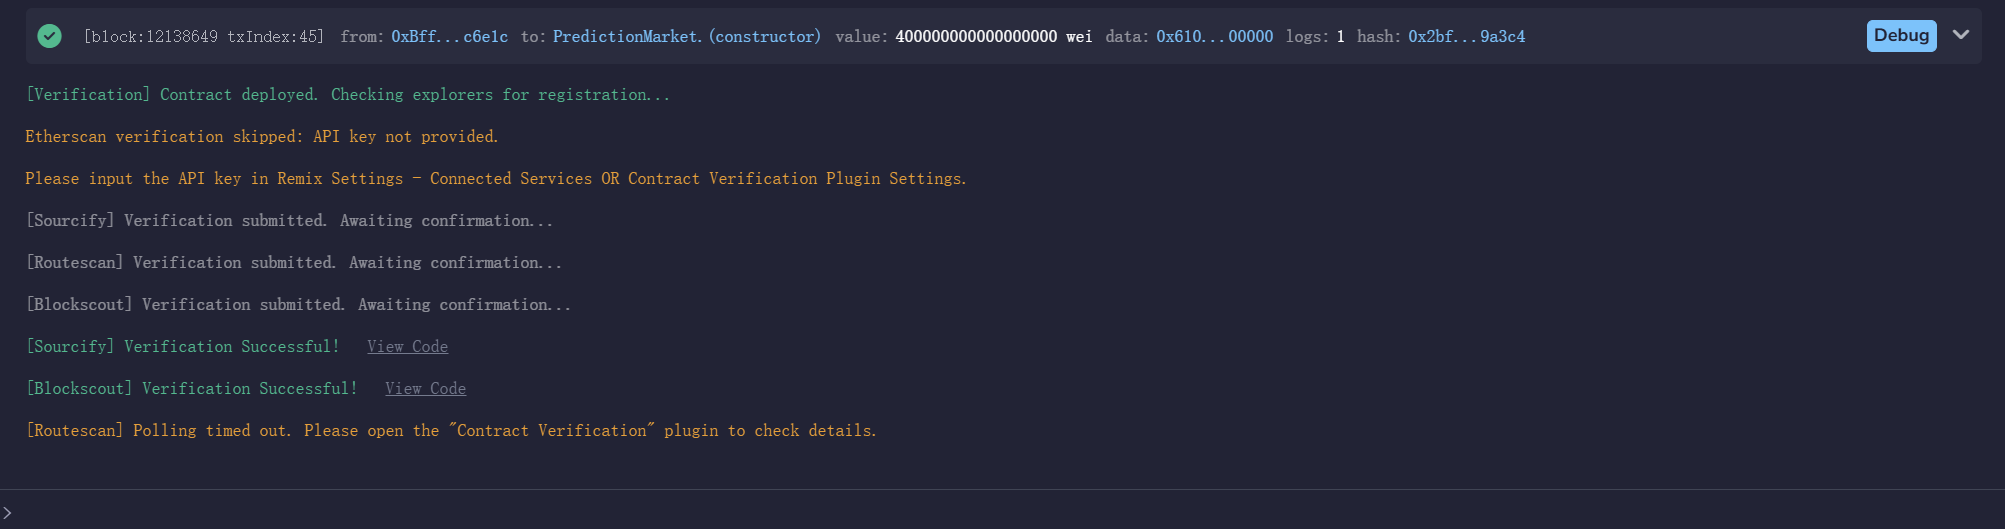 [block:12138649 txIndex:45] from: 0xBff...c6e1c to: PredictionMarket.(constructor) value: 400000000000000000 wei data: 0x610...00000 logs: 1 hash: 0x2bf...9a3c4 Debug
[Verification] Contract deployed. Checking explorers for registration...
Etherscan verification skipped: API key not provided.
Please input the API key in Remix Settings - Connected Services OR Contract Verification Plugin Settings.
[Sourcify] Verification submitted. Awaiting confirmation...
[Routescan] Verification submitted. Awaiting confirmation...
[Blockscout] Verification submitted. Awaiting confirmation...
[Sourcify] Verification Successful! View Code
[Blockscout] Verification Successful! View Code
[Routescan] Polling timed out. Please open the "Contract Verification" plugin to check details.
>